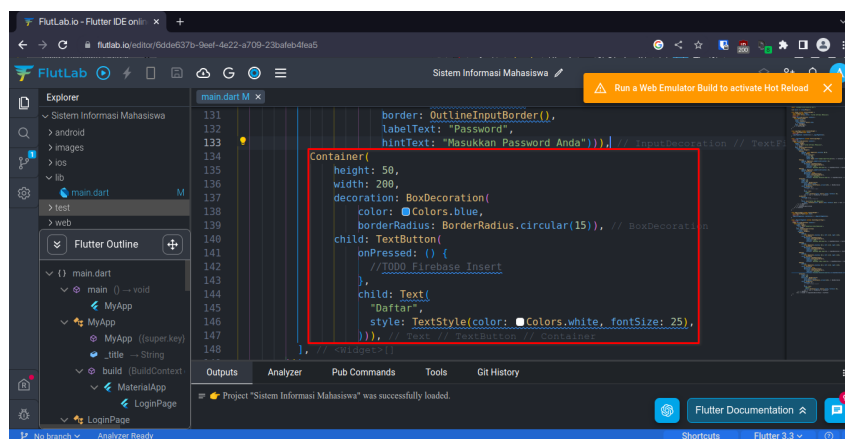 FlutLab.io - Flutter IDE onlin × +
flutlab.io/editor/6dde637b-9eef-4e22-a709-23bafeb4fea5
FlutLab
Sistem Informasi Mahasiswa
Run a Web Emulator Build to activate Hot Reload
Explorer
main.dart M ×
Sistem Informasi Mahasiswa
android
images
ios
lib
main.dart M
test
web
Flutter Outline
{} main.dart
main () → void
MyApp
MyApp
MyApp ({super.key}
_title → String
build (BuildContext
MaterialApp
LoginPage
LoginPage
131 border: OutlineInputBorder(),
132 labelText: "Password",
133 hintText: "Masukkan Password Anda"))), // InputDecoration // TextF
134 Container(
135 height: 50,
136 width: 200,
137 decoration: BoxDecoration(
138 color: Colors.blue,
139 borderRadius: BorderRadius.circular(15)), // BoxDecoration
140 child: TextButton(
141 onPressed: () {
142 //TODO Firebase Insert
143 },
144 child: Text(
145 "Daftar",
146 style: TextStyle(color: Colors.white, fontSize: 25),
147 ))), // Text // TextButton // Container
148 ], // <Widget>[]
Outputs Analyzer Pub Commands Tools Git History
Project "Sistem Informasi Mahasiswa" was successfully loaded.
Flutter Documentation
No branch Analyzer Ready Shortcuts Flutter 3.3